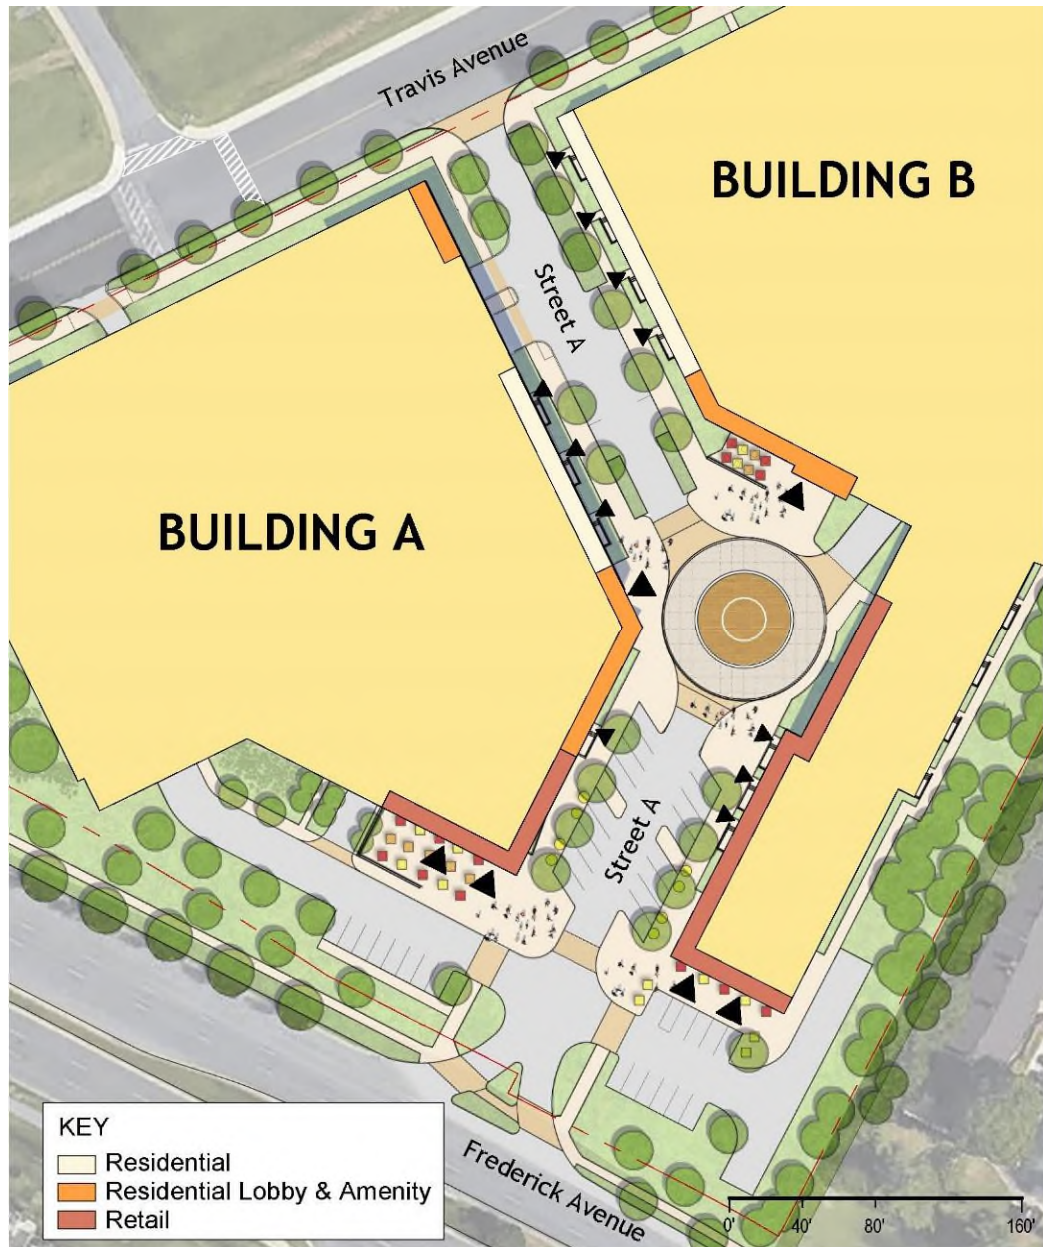 Travis Avenue
BUILDING B
Street A
BUILDING A
Street A
Frederick Avenue
KEY
Residential
Residential Lobby & Amenity
Retail
0' 40' 80' 160'